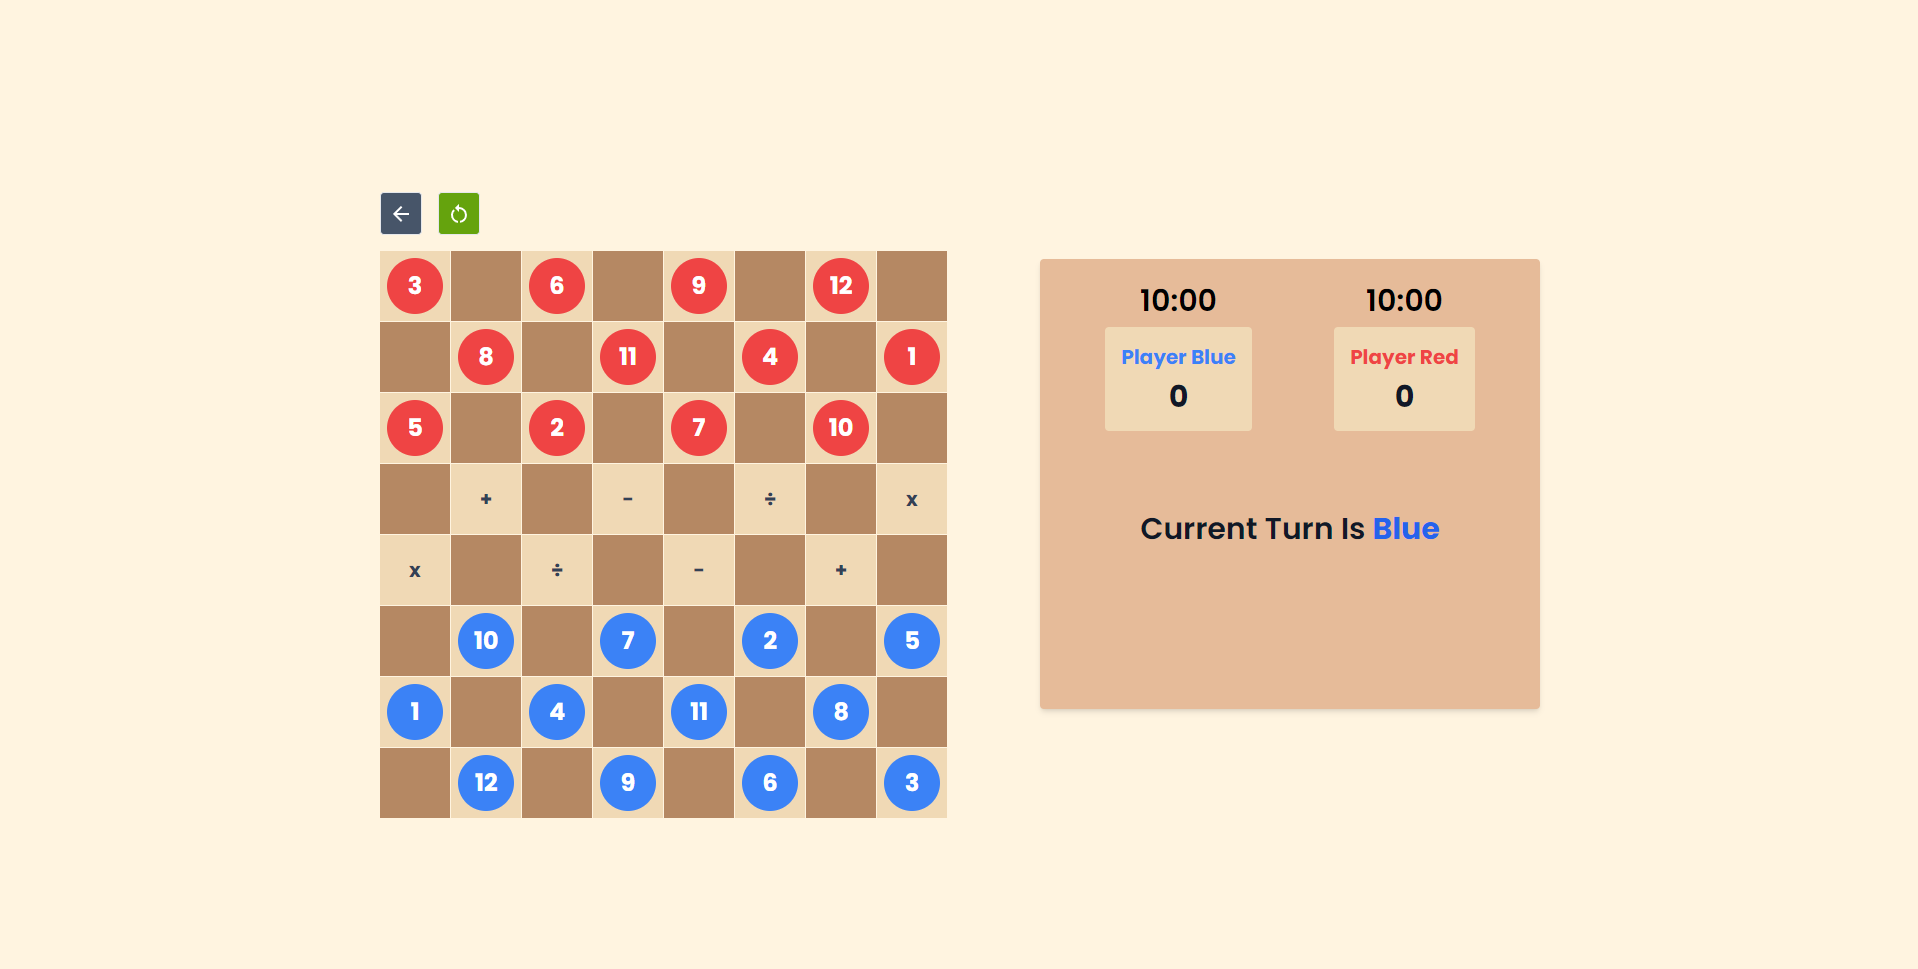 3 6 9 12
8 11 4 1
5 2 7 10
+ - ÷ x
x ÷ - +
10 7 2 5
1 4 11 8
12 9 6 3
10:00 10:00
Player Blue Player Red
0 0
Current Turn Is Blue